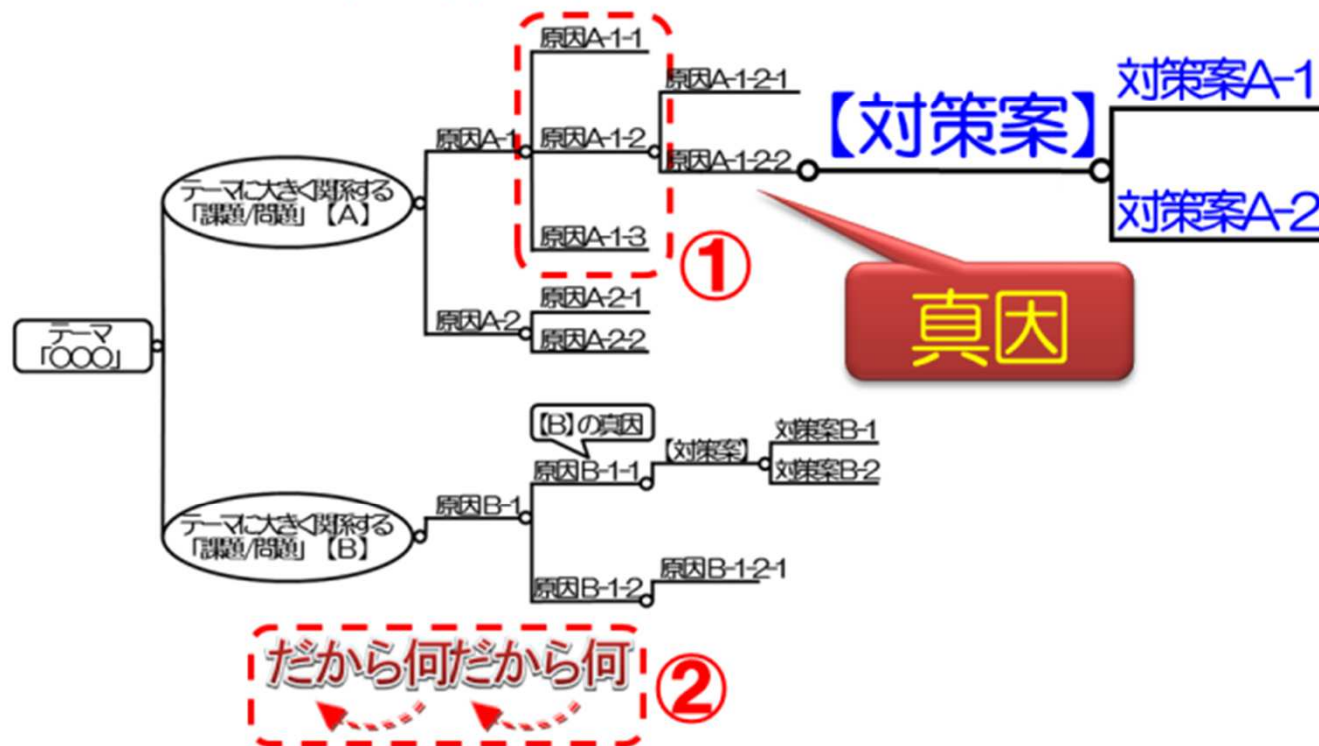 テーマ
「〇〇〇」
テーマに大きく関係する
「課題/問題」【A】
原因A-1
原因A-1-1
原因A-1-2
原因A-1-3
原因A-1-2-1
原因A-1-2-2
【対策案】
対策案A-1
対策案A-2
真因
①
原因A-2
原因A-2-1
原因A-2-2
テーマに大きく関係する
「課題/問題」【B】
原因B-1
【B】の真因
原因B-1-1
【対策案】
対策案B-1
対策案B-2
原因B-1-2
原因B-1-2-1
だから何だから何
②